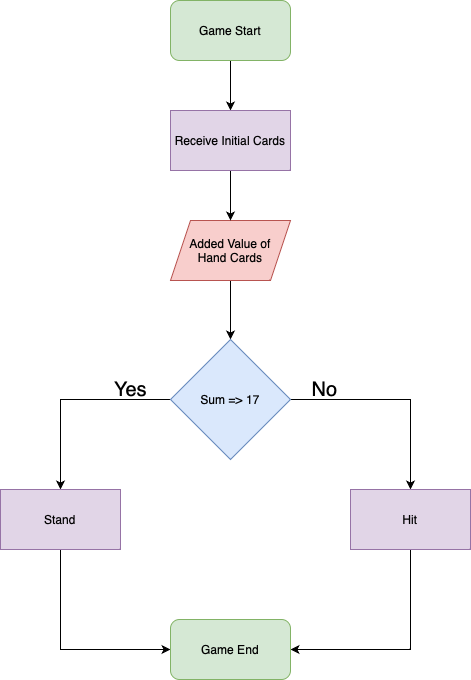 Game Start
Receive Initial Cards
Added Value of
Hand Cards
Yes
Sum => 17
No
Stand
Hit
Game End